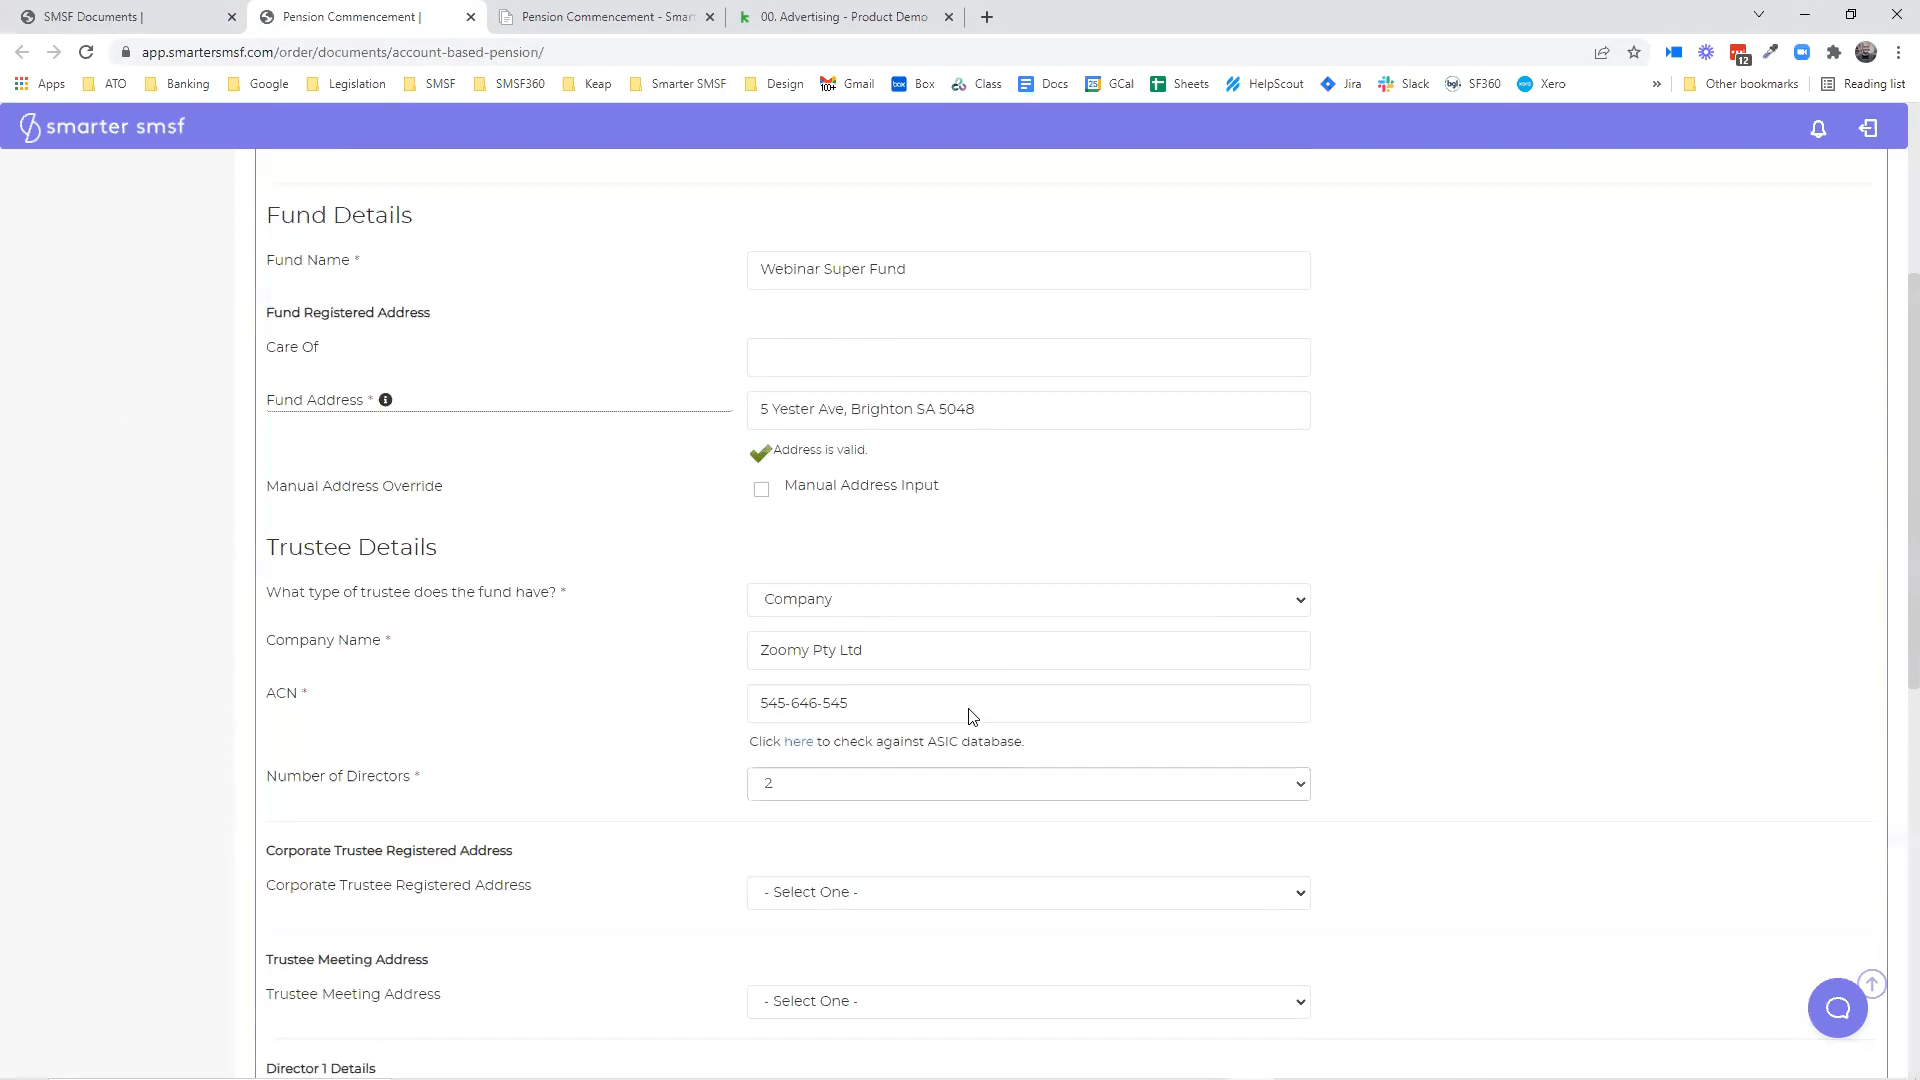 SMSF Documents |
Pension Commencement |
Pension Commencement - Smar
00. Advertising - Product Demo
app.smartersmsf.com/order/documents/account-based-pension/
12
Apps
ATO
Banking
Google
Legislation
SMSF
SMSF360
Keap
Smarter SMSF
Design
100+
Gmail
box
Box
Class
Docs
GCal
Sheets
HelpScout
Jira
Slack
bgl
SF360
Xero
»
Other bookmarks
Reading list
smarter smsf
Fund Details
Fund Name *
Webinar Super Fund
Fund Registered Address
Care Of
Fund Address *
5 Yester Ave, Brighton SA 5048
Address is valid.
Manual Address Override
Manual Address Input
Trustee Details
What type of trustee does the fund have? *
Company
Company Name *
Zoomy Pty Ltd
ACN *
545-646-545
Click here to check against ASIC database.
Number of Directors *
2
Corporate Trustee Registered Address
Corporate Trustee Registered Address
- Select One -
Trustee Meeting Address
Trustee Meeting Address
- Select One -
Director 1 Details